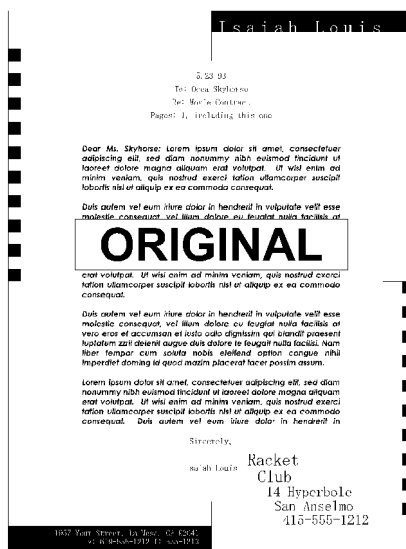 Isaiah Louis
5.23.93
To: Ocea Skyhorse
Re: Movie Contract
Pages: 1, including this one
Dear Ms. Skyhorse: Lorem ipsum dolor sit amet, consectetuer
adipiscing elit, sed diam nonummy nibh euismod tincidunt ut
laoreet dolore magna aliquam erat volutpat. Ut wisi enim ad
minim veniam, quis nostrud exerci tation ullamcorper suscipit
lobortis nisl ut aliquip ex ea commodo consequat.
Duis autem vel eum iriure dolor in hendrerit in vulputate velit esse
molestie consequat, vel illum dolore eu feugiat nulla facilisis at
ORIGINAL
erat volutpat. Ut wisi enim ad minim veniam, quis nostrud exerci
tation ullamcorper suscipit lobortis nisl ut aliquip ex ea commodo
consequat.
Duis autem vel eum iriure dolor in hendrerit in vulputate velit esse
molestie consequat, vel illum dolore eu feugiat nulla facilisis at
vero eros et accumsan et iusto odio dignissim qui blandit praesent
luptatum zzril delenit augue duis dolore te feugait nulla facilisi. Nam
liber tempor cum soluta nobis eleifend option congue nihil
imperdiet doming id quod mazim placerat facer possim assum.
Lorem ipsum dolor sit amet, consectetuer adipiscing elit, sed diam
nonummy nibh euismod tincidunt ut laoreet dolore magna aliquam
erat volutpat. Ut wisi enim ad minim veniam, quis nostrud exerci
tation ullamcorper suscipit lobortis nisl ut aliquip ex ea commodo
consequat. Duis autem vel eum iriure dolor in hendrerit in
Sincerely,
Isaiah Louis
Racket
Club
14 Hyperbole
San Anselmo
415-555-1212
Your Street, La Mesa, CA 92041
619-555-1212